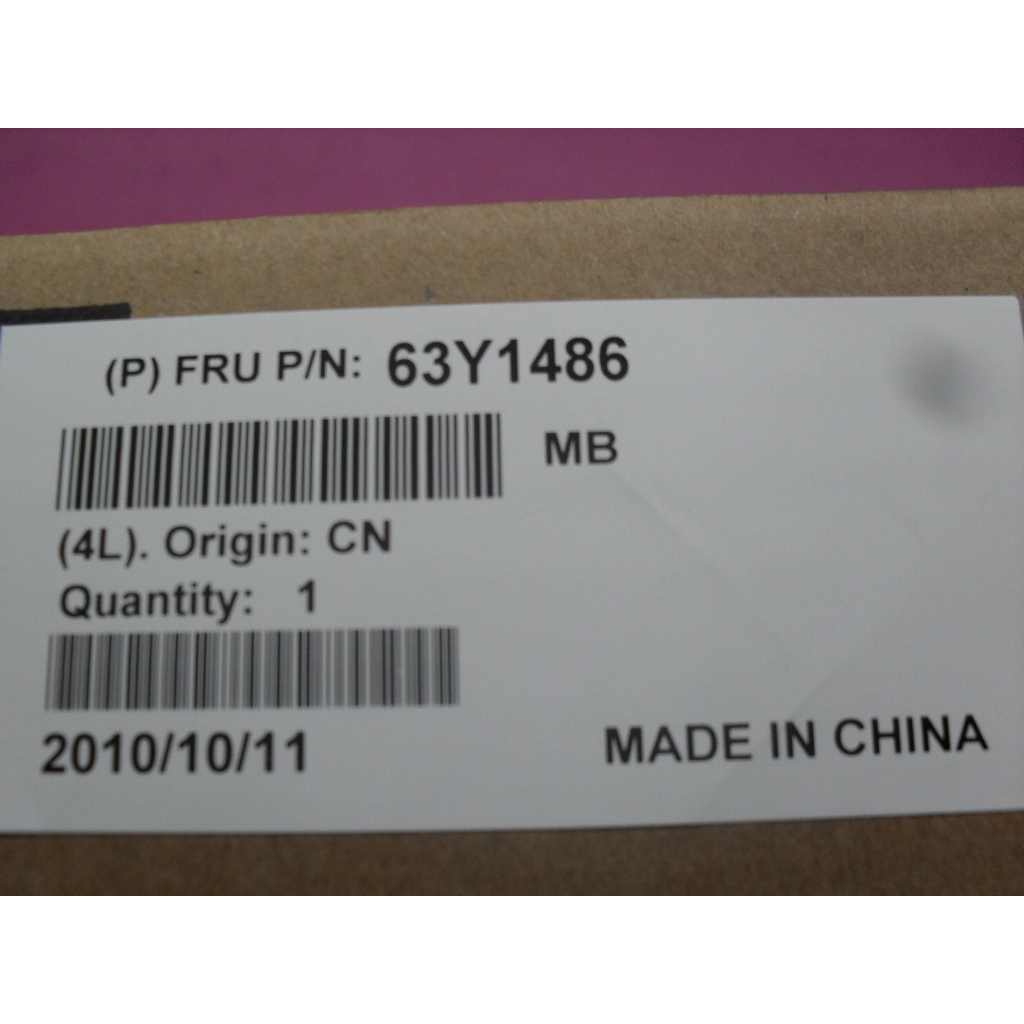 (P) FRU P/N: 63Y1486
MB
(4L). Origin: CN
Quantity: 1
2010/10/11
MADE IN CHINA